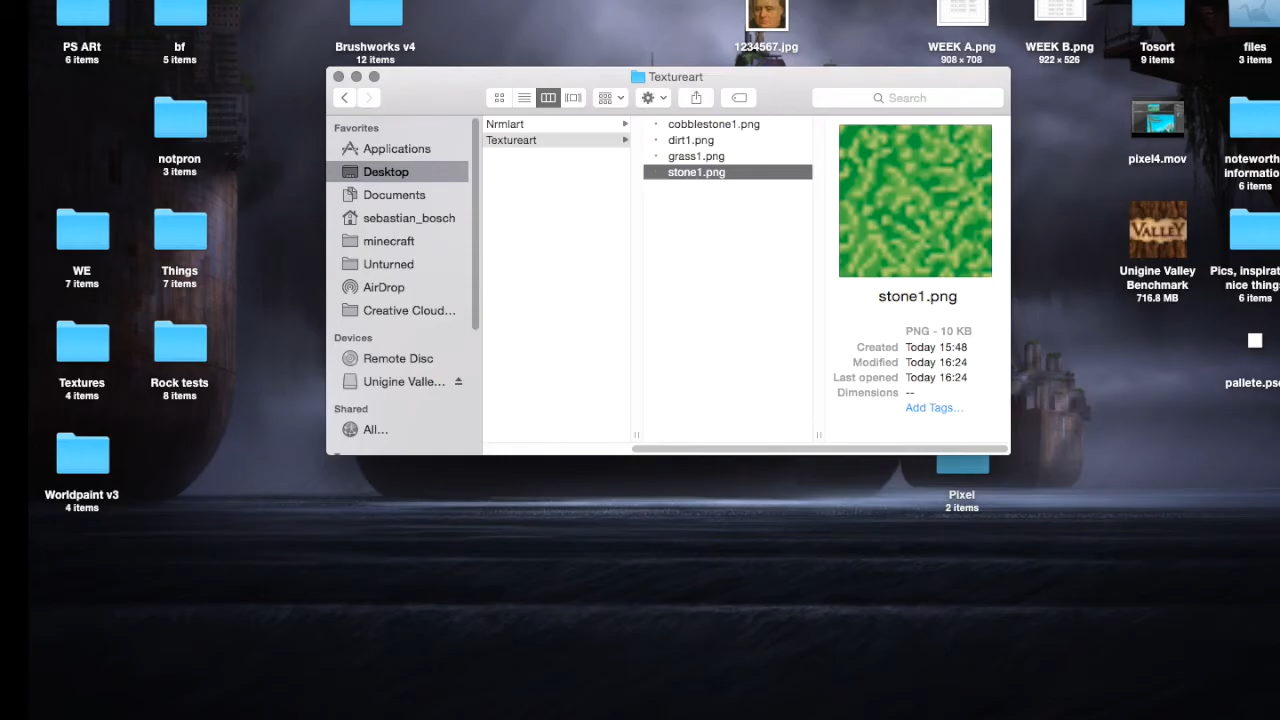 PS ARt
6 items
bf
5 items
Brushworks v4
12 items
1234567.jpg
WEEK A.png
908 × 708
WEEK B.png
922 × 526
Tosort
9 items
files
3 items
Textureart
Search
Favorites
Applications
Desktop
Documents
sebastian_bosch
minecraft
Unturned
AirDrop
Creative Cloud...
Devices
Remote Disc
Unigine Valle...
Shared
All...
Nrmlart
Textureart
cobblestone1.png
dirt1.png
grass1.png
stone1.png
stone1.png
PNG - 10 KB
Created Today 15:48
Modified Today 16:24
Last opened Today 16:24
Dimensions --
Add Tags...
notpron
3 items
pixel4.mov
noteworth
informatio
6 items
WE
7 items
Things
7 items
VALLEY
Unigine Valley
Benchmark
716.8 MB
Pics, inspirat
nice things
6 items
Textures
4 items
Rock tests
8 items
pallete.psd
Worldpaint v3
4 items
Pixel
2 items